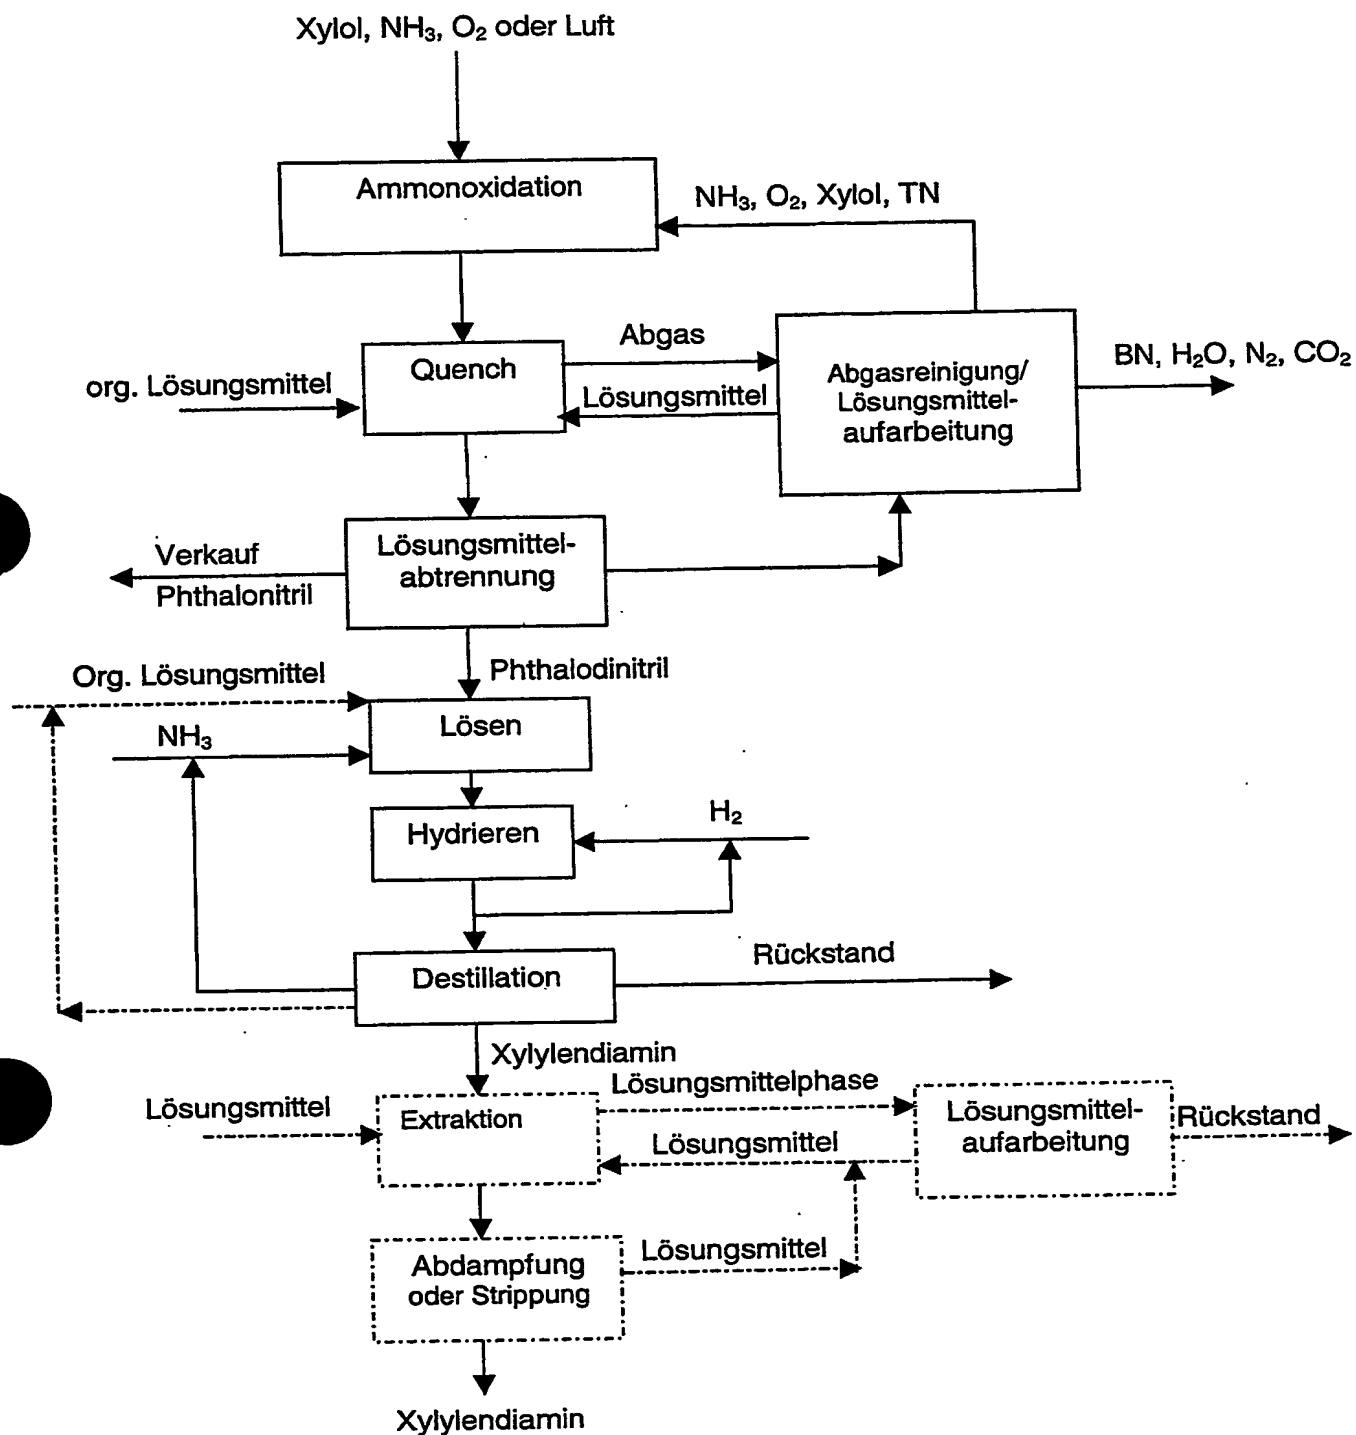 Xylol, NH₃, O₂ oder Luft
Ammonoxidation
NH₃, O₂, Xylol, TN
Abgas
Quench
org. Lösungsmittel
Lösungsmittel
Abgasreinigung/
Lösungsmittel-
aufarbeitung
BN, H₂O, N₂, CO₂
Lösungsmittel-
abtrennung
Verkauf
Phthalonitril
Phthalodinitril
Org. Lösungsmittel
Lösen
NH₃
Hydrieren
H₂
Destillation
Rückstand
Xylylendiamin
Lösungsmittel
Extraktion
Lösungsmittelphase
Lösungsmittel
Lösungsmittel-
aufarbeitung
Rückstand
Abdampfung
oder Strippung
Lösungsmittel
Xylylendiamin